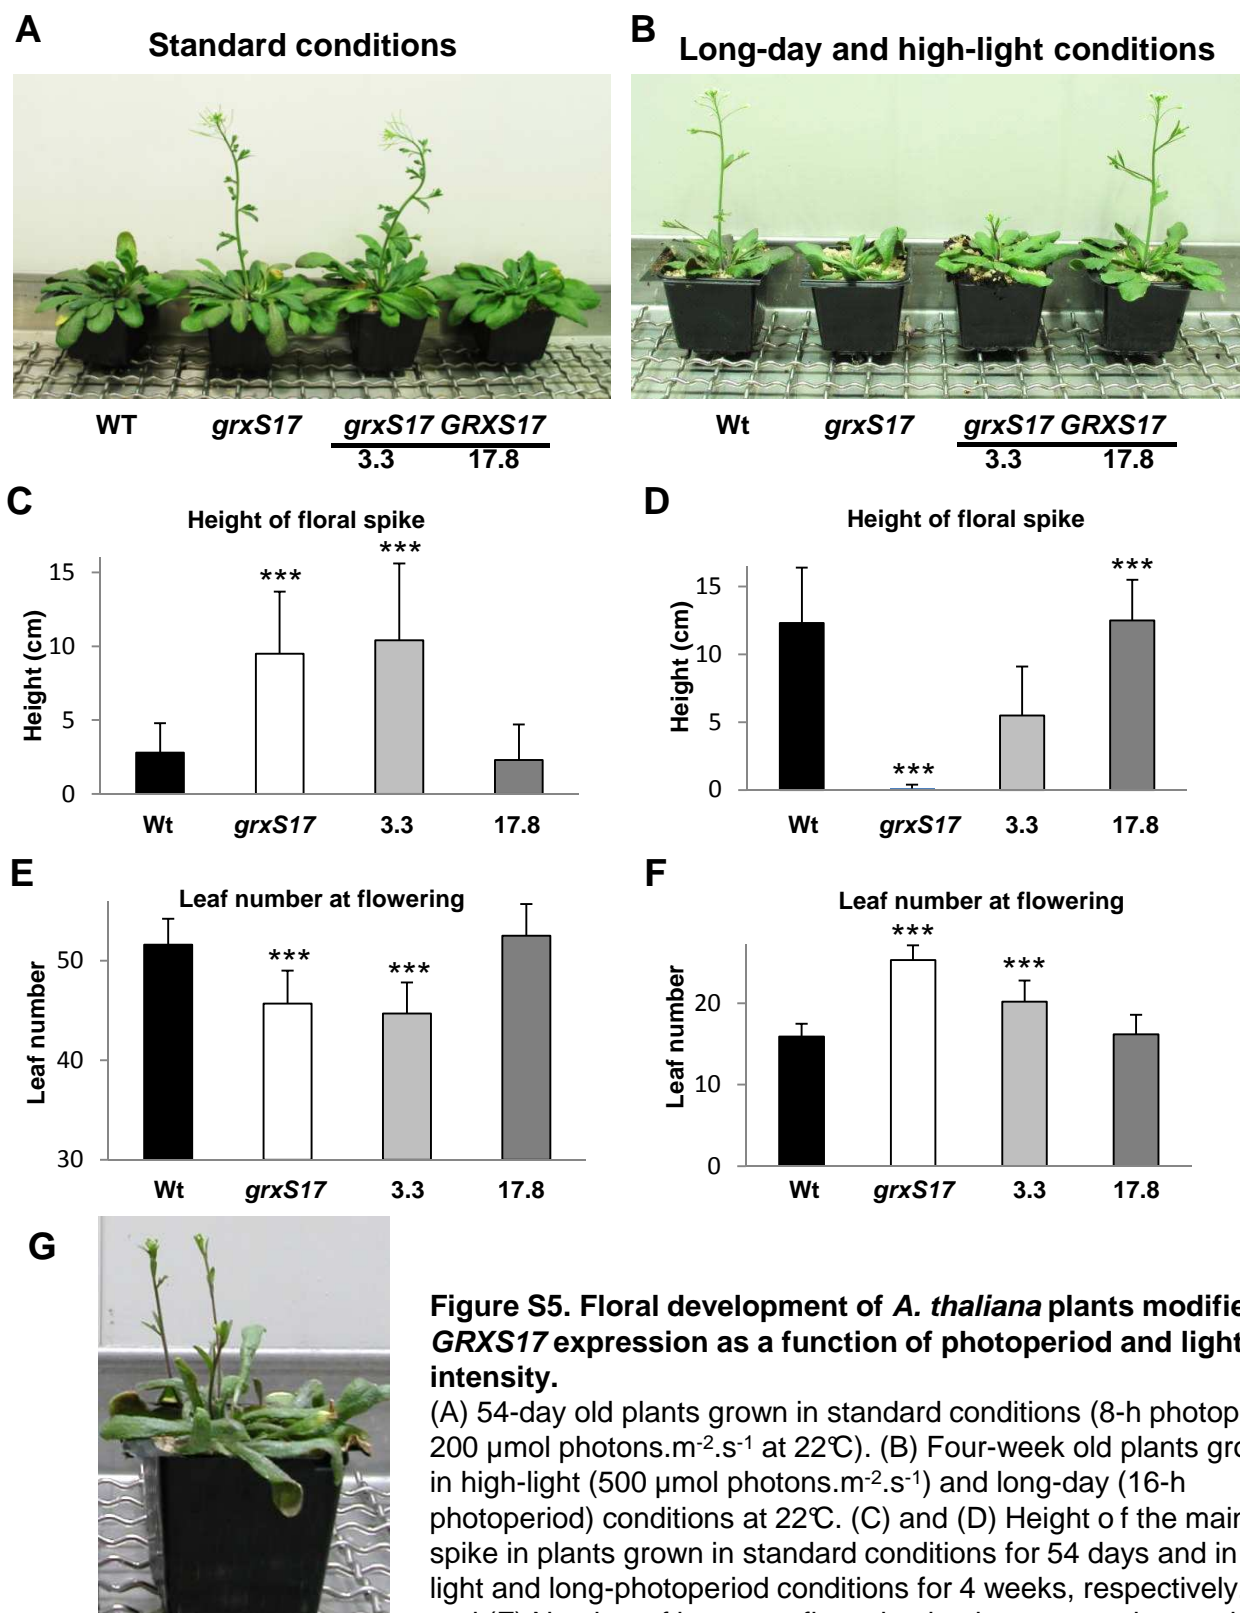 A
Standard conditions
B
Long-day and high-light conditions
WT grxS17 grxS17 GRXS17
3.3 17.8
Wt grxS17 grxS17 GRXS17
3.3 17.8
C
Height of floral spike
***
***
15
10
5
0
Height (cm)
Wt grxS17 3.3 17.8
D
Height of floral spike
***
***
15
10
5
0
Height (cm)
Wt grxS17 3.3 17.8
E
Leaf number at flowering
***
***
50
40
30
Leaf number
Wt grxS17 3.3 17.8
F
Leaf number at flowering
***
***
20
10
0
Leaf number
Wt grxS17 3.3 17.8
G
Figure S5. Floral development of A. thaliana plants modifie
GRXS17 expression as a function of photoperiod and light
intensity.
(A) 54-day old plants grown in standard conditions (8-h photop
200 µmol photons.m-2.s-1 at 22°C). (B) Four-week old plants gro
in high-light (500 µmol photons.m-2.s-1) and long-day (16-h
photoperiod) conditions at 22°C. (C) and (D) Height o f the main
spike in plants grown in standard conditions for 54 days and in
light and long-photoperiod conditions for 4 weeks, respectively